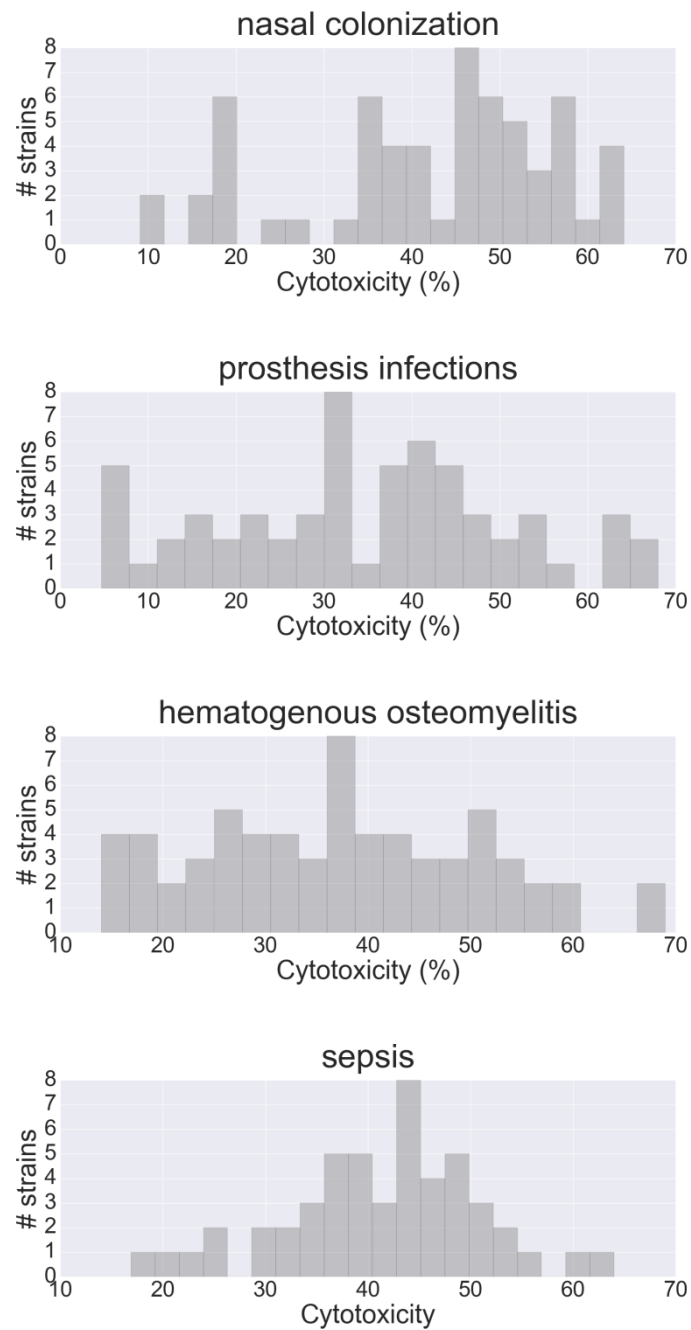 nasal colonization
8
7
6
5
4
3
2
1
0
# strains
0 10 20 30 40 50 60 70
Cytotoxicity (%)
prosthesis infections
8
7
6
5
4
3
2
1
0
# strains
0 10 20 30 40 50 60 70
Cytotoxicity (%)
hematogenous osteomyelitis
8
7
6
5
4
3
2
1
0
# strains
10 20 30 40 50 60 70
Cytotoxicity (%)
sepsis
8
7
6
5
4
3
2
1
0
# strains
10 20 30 40 50 60 70
Cytotoxicity